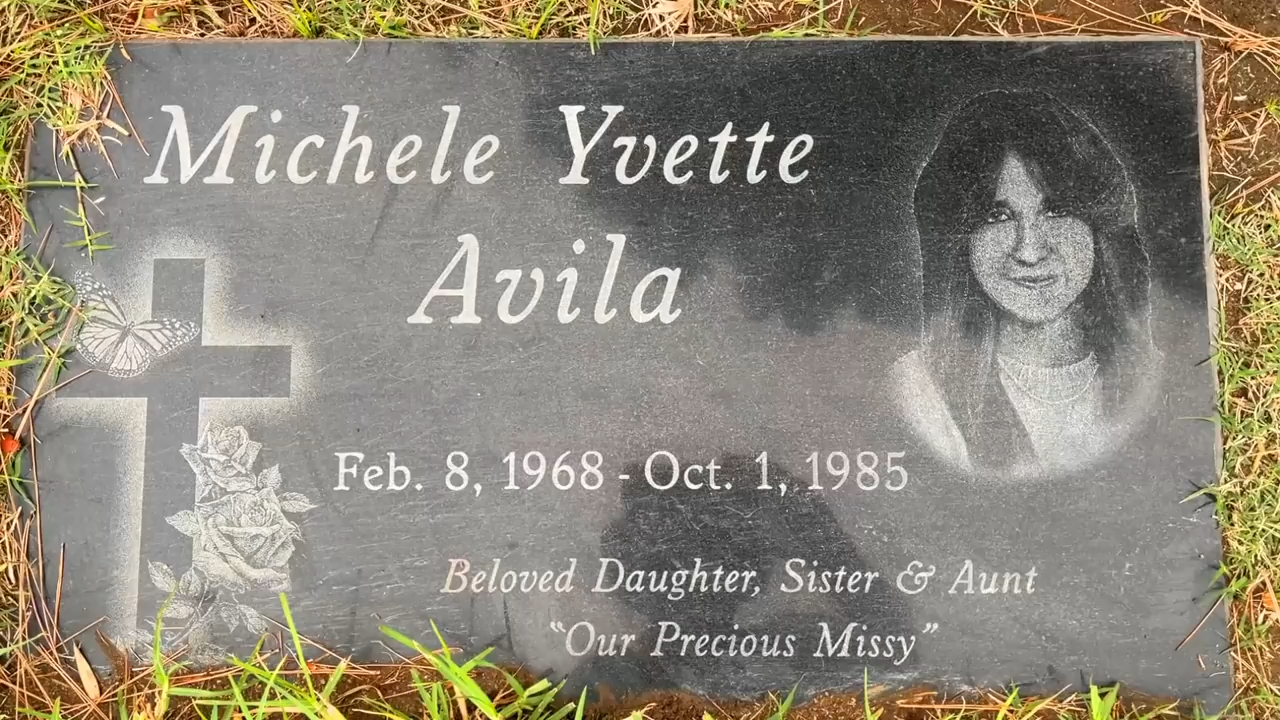 Michele Yvette
Avila
Feb. 8, 1968 - Oct. 1, 1985
Beloved Daughter, Sister & Aunt
“Our Precious Missy”